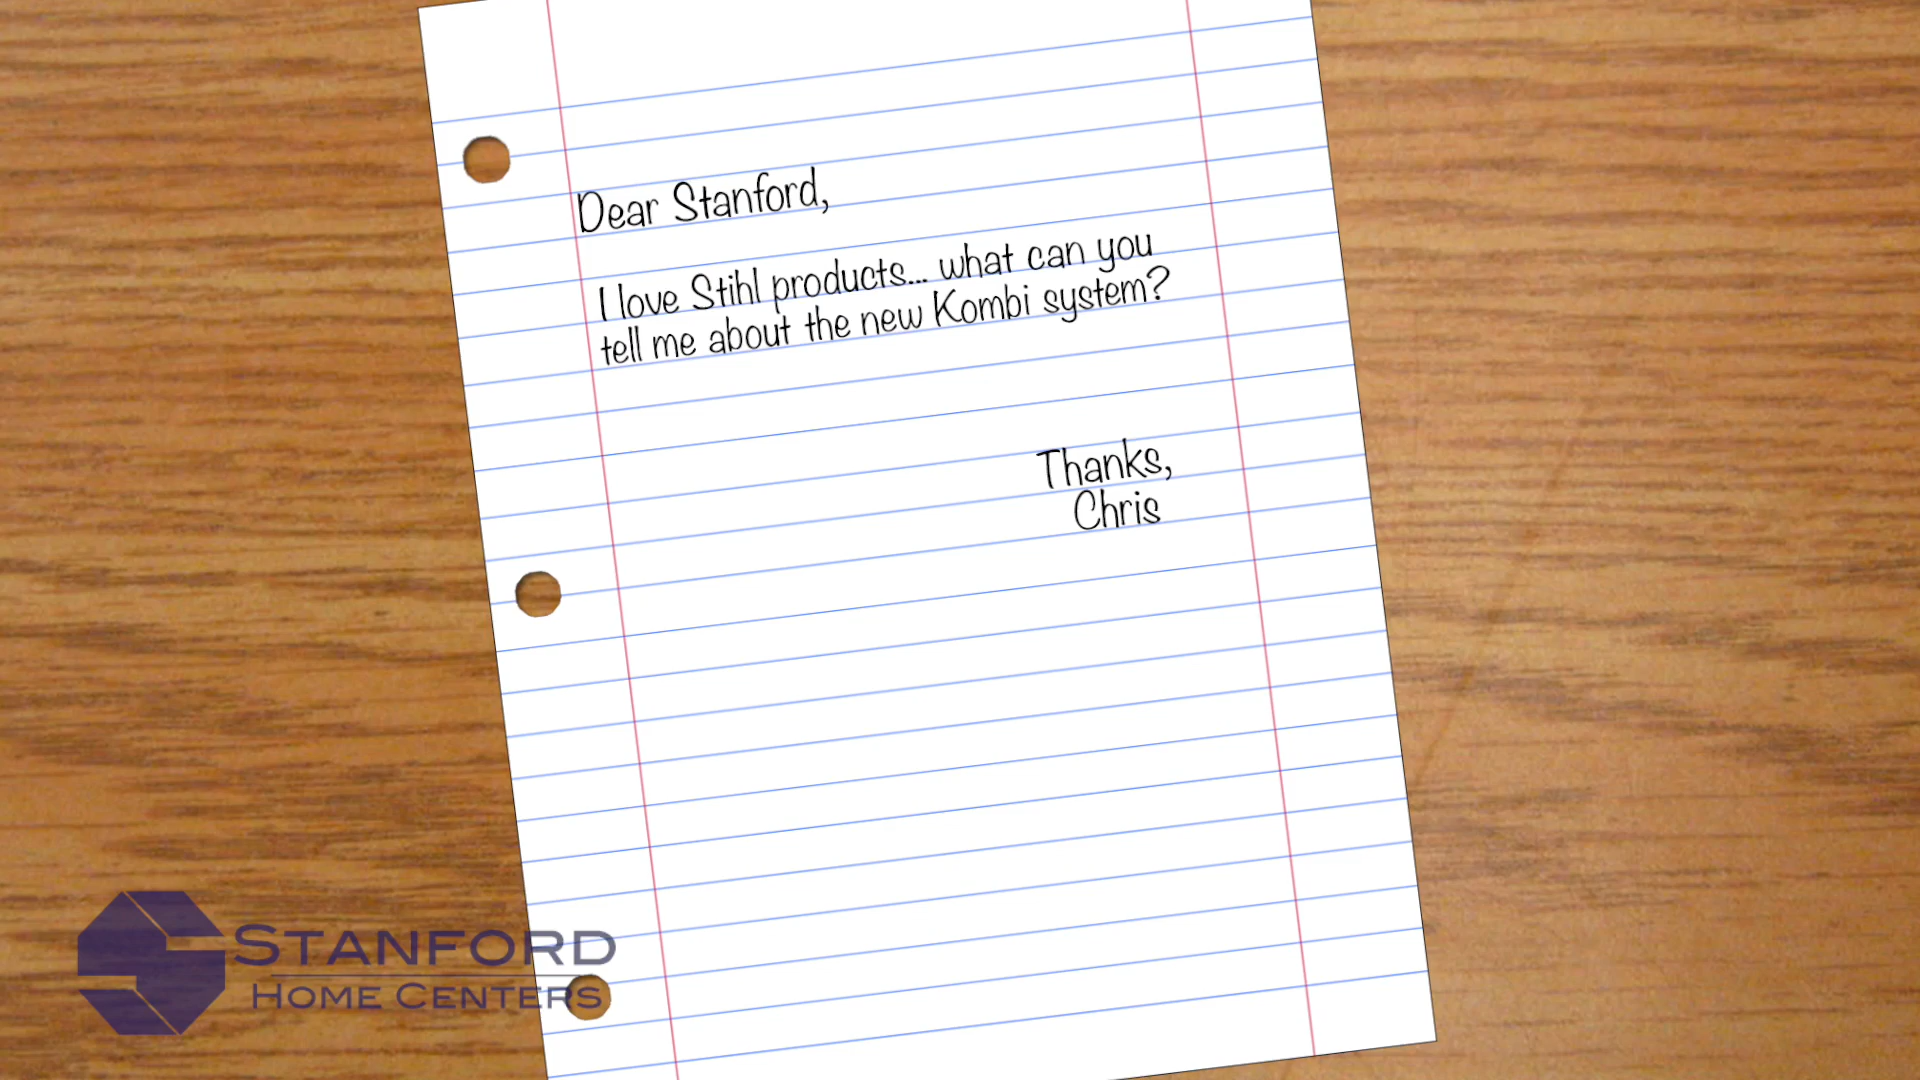 Dear Stanford,
I love Stihl products... what can you
tell me about the new Kombi system?
Thanks,
Chris
STANFORD
HOME CENTERS